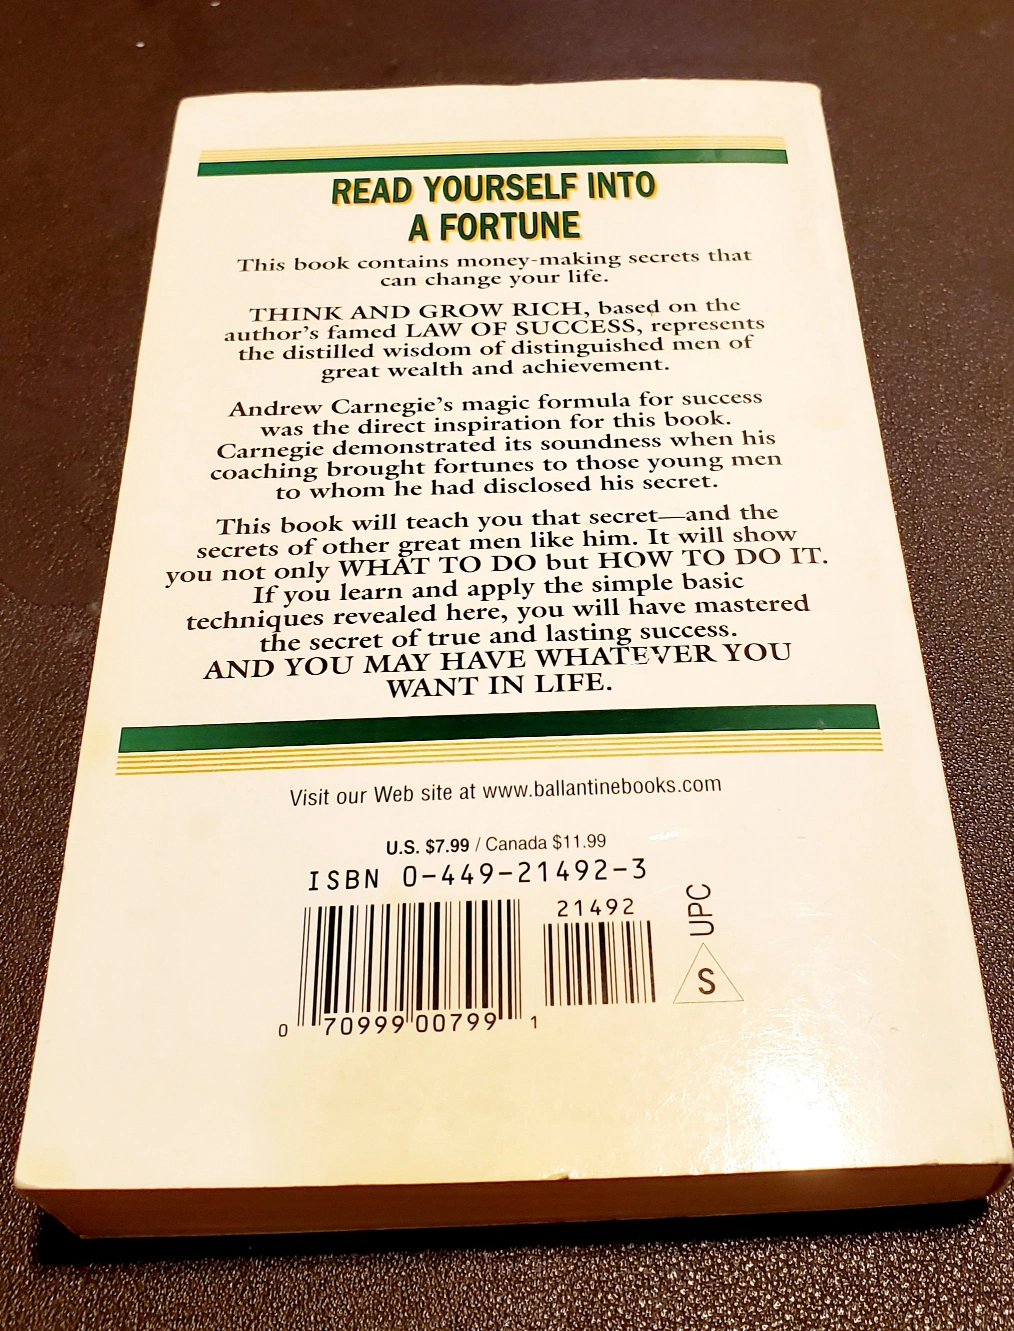 READ YOURSELF INTO
A FORTUNE
This book contains money-making secrets that
can change your life.
THINK AND GROW RICH, based on the
author's famed LAW OF SUCCESS, represents
the distilled wisdom of distinguished men of
great wealth and achievement.
Andrew Carnegie's magic formula for success
was the direct inspiration for this book.
Carnegie demonstrated its soundness when his
coaching brought fortunes to those young men
to whom he had disclosed his secret.
This book will teach you that secret—and the
secrets of other great men like him. It will show
you not only WHAT TO DO but HOW TO DO IT.
If you learn and apply the simple basic
techniques revealed here, you will have mastered
the secret of true and lasting success.
AND YOU MAY HAVE WHATEVER YOU
WANT IN LIFE.
Visit our Web site at www.ballantinebooks.com
U.S. $7.99 / Canada $11.99
ISBN 0-449-21492-3
21492
UPC
S
0 70999 00799 1